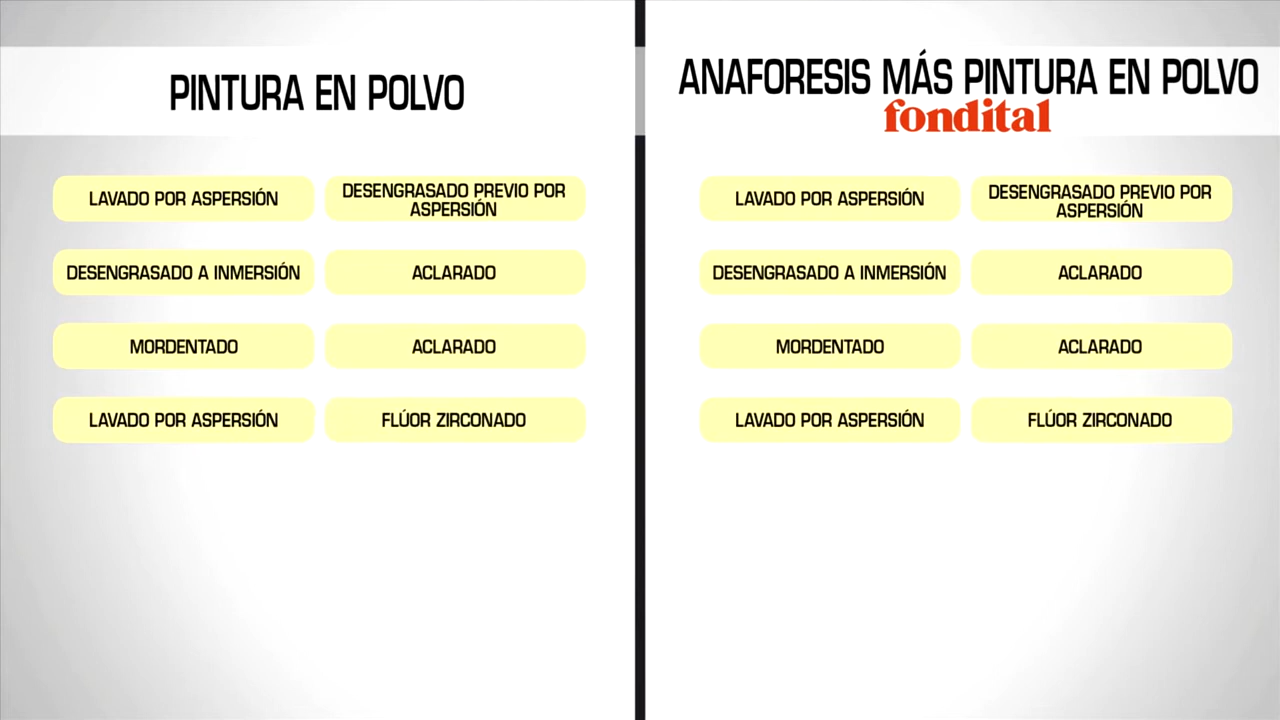 PINTURA EN POLVO
LAVADO POR ASPERSIÓN
DESENGRASADO PREVIO POR
ASPERSIÓN
DESENGRASADO A INMERSIÓN
ACLARADO
MORDENTADO
ACLARADO
LAVADO POR ASPERSIÓN
FLÚOR ZIRCONADO
ANAFORESIS MÁS PINTURA EN POLVO
fondital
LAVADO POR ASPERSIÓN
DESENGRASADO PREVIO POR
ASPERSIÓN
DESENGRASADO A INMERSIÓN
ACLARADO
MORDENTADO
ACLARADO
LAVADO POR ASPERSIÓN
FLÚOR ZIRCONADO